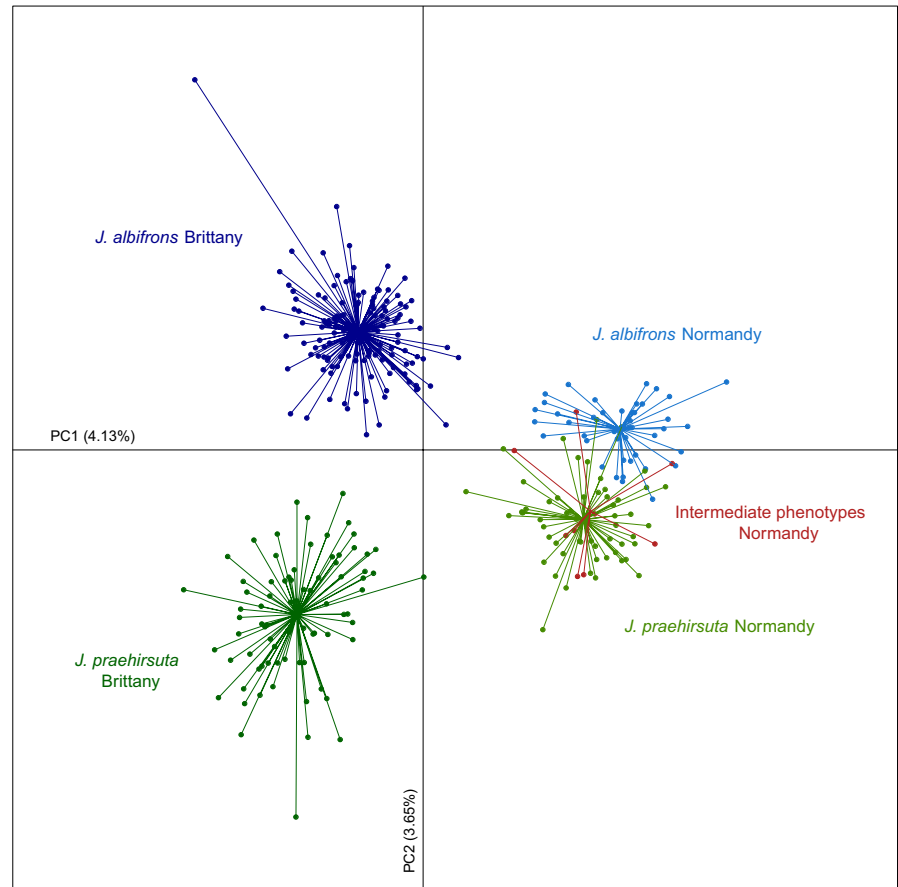 J. albifrons Brittany
J. albifrons Normandy
PC1 (4.13%)
Intermediate phenotypes
Normandy
J. praehirsuta Normandy
J. praehirsuta
Brittany
PC2 (3.65%)